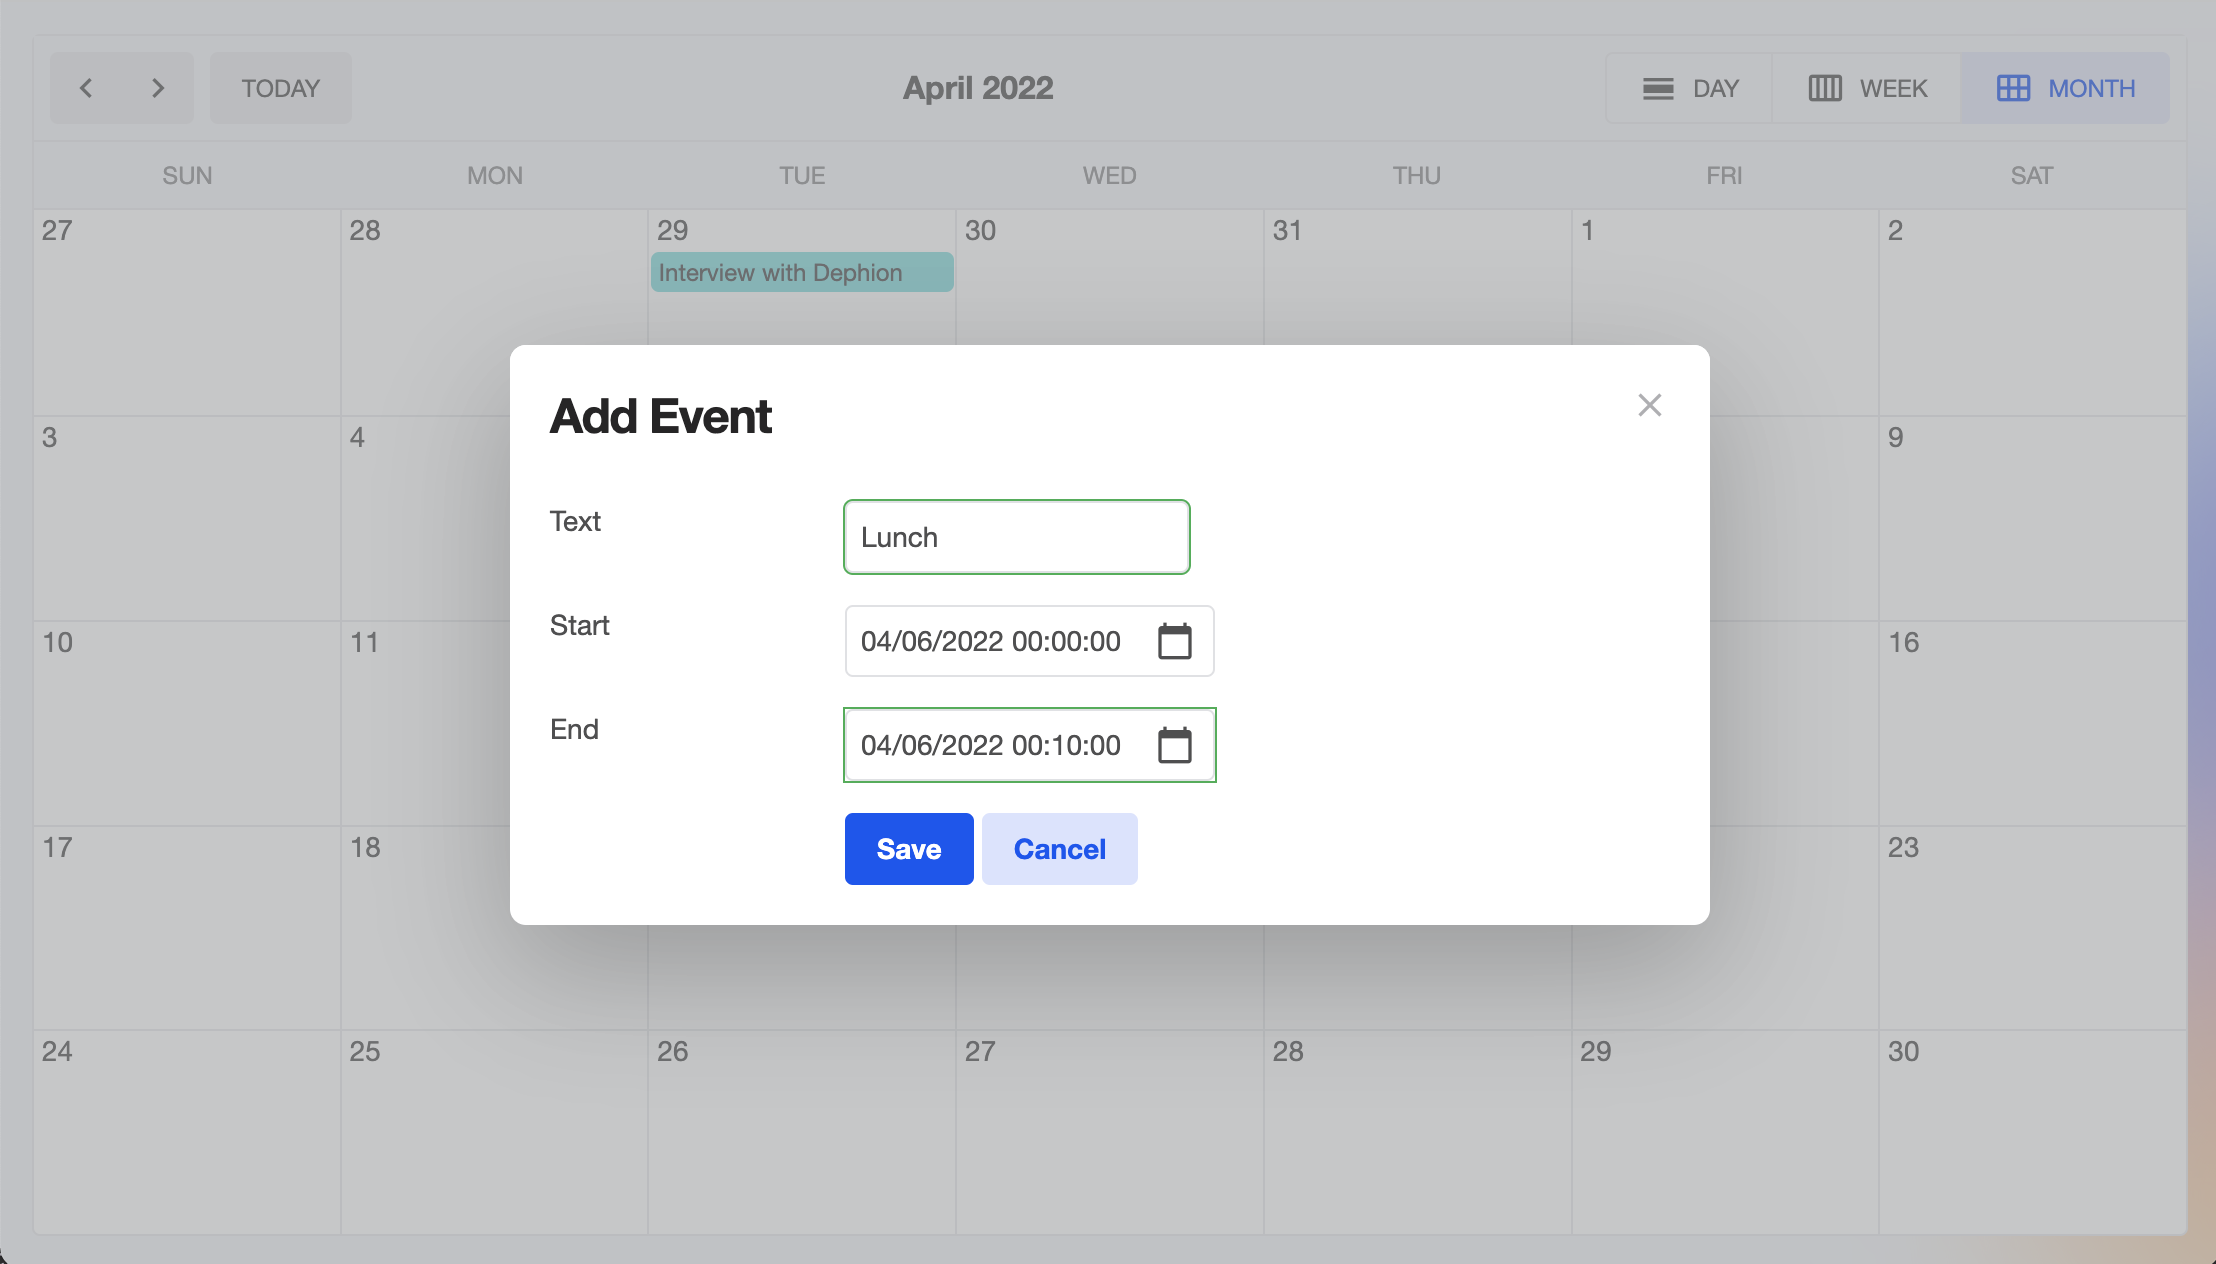 TODAY
April 2022
DAY
WEEK
MONTH
SUN MON TUE WED THU FRI SAT
27 28 29 30 31 1 2
Interview with Dephion
3 4 9
10 11 16
17 18 23
24 25 26 27 28 29 30
Add Event
Text
Lunch
Start
04/06/2022 00:00:00
End
04/06/2022 00:10:00
Save
Cancel